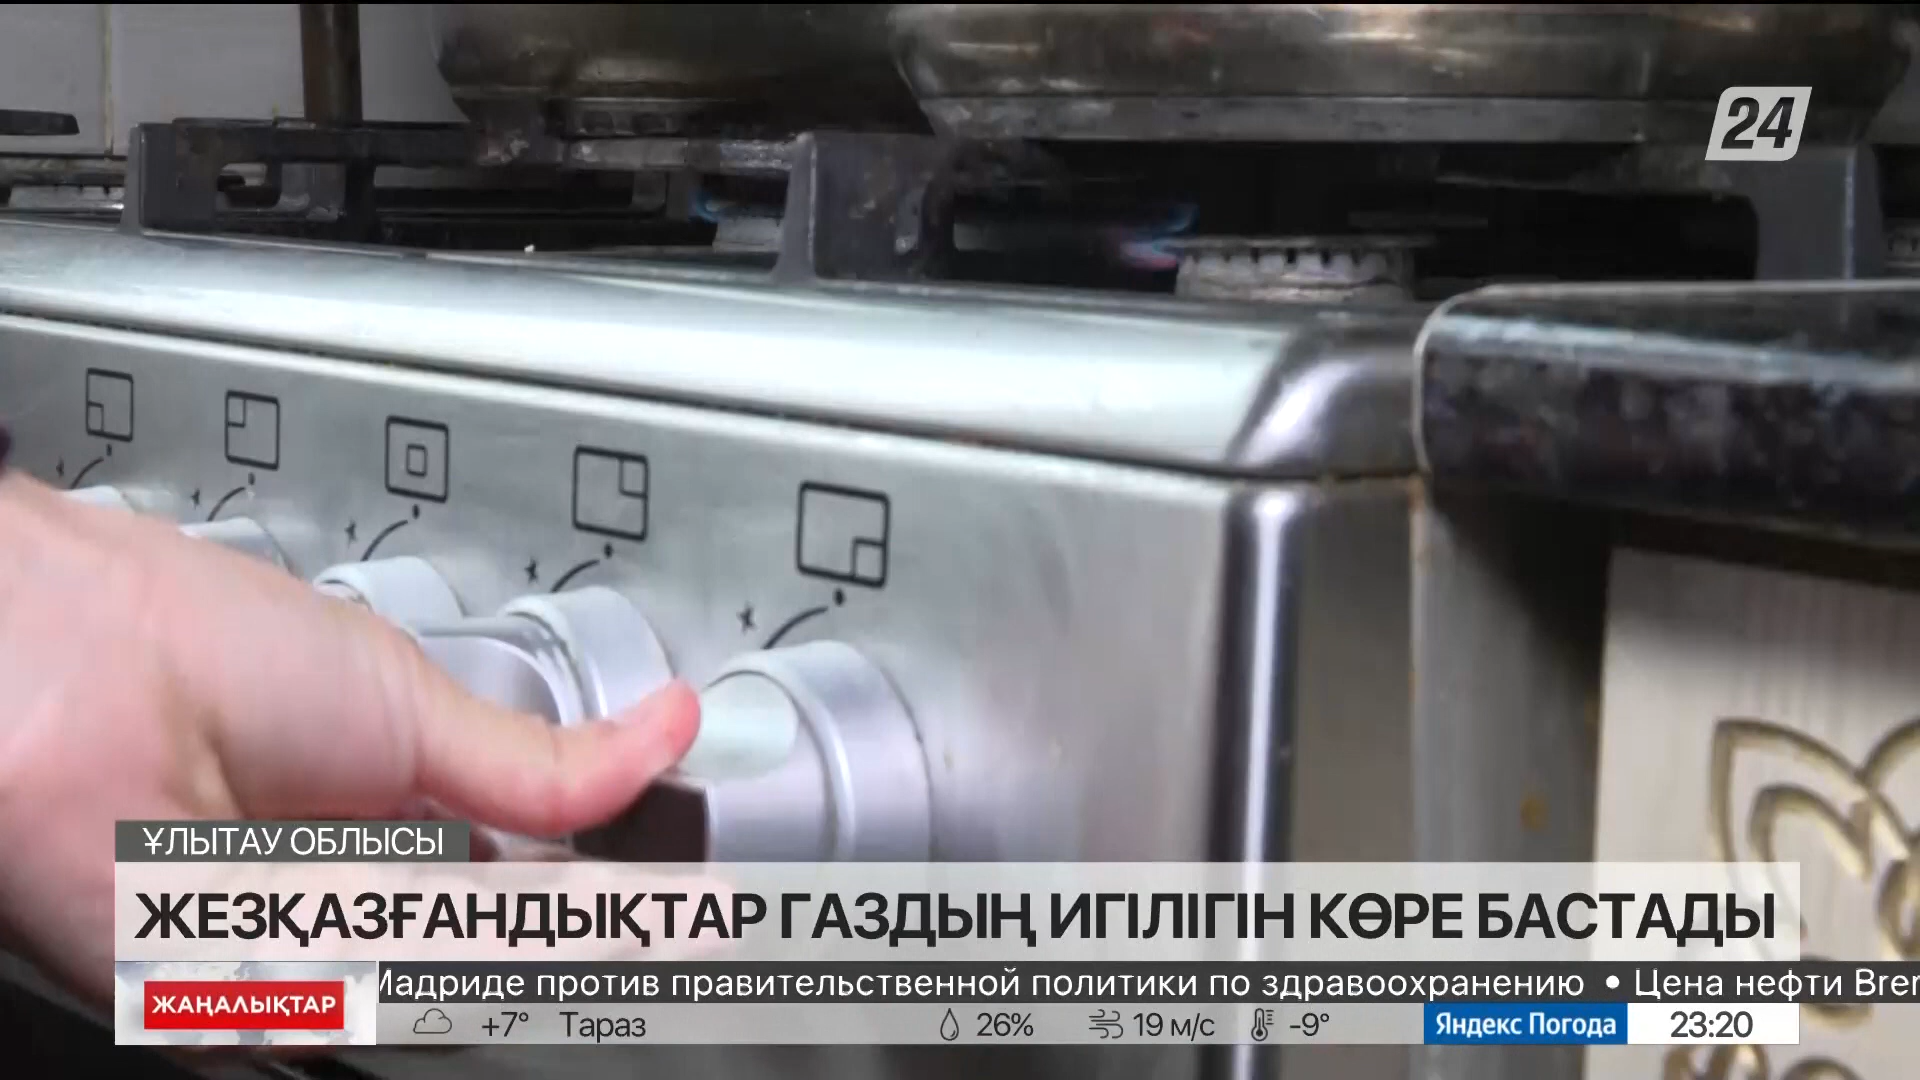 24
ҰЛЫТАУ ОБЛЫСЫ
ЖЕЗҚАЗҒАНДЫҚТАР ГАЗДЫҢ ИГІЛІГІН КӨРЕ БАСТАДЫ
Мадриде против правительственной политики по здравоохранению • Цена нефти Brer
ЖАҢАЛЫҚТАР
+7° Тараз 26% 19 м/с -9° Яндекс Погода 23:20